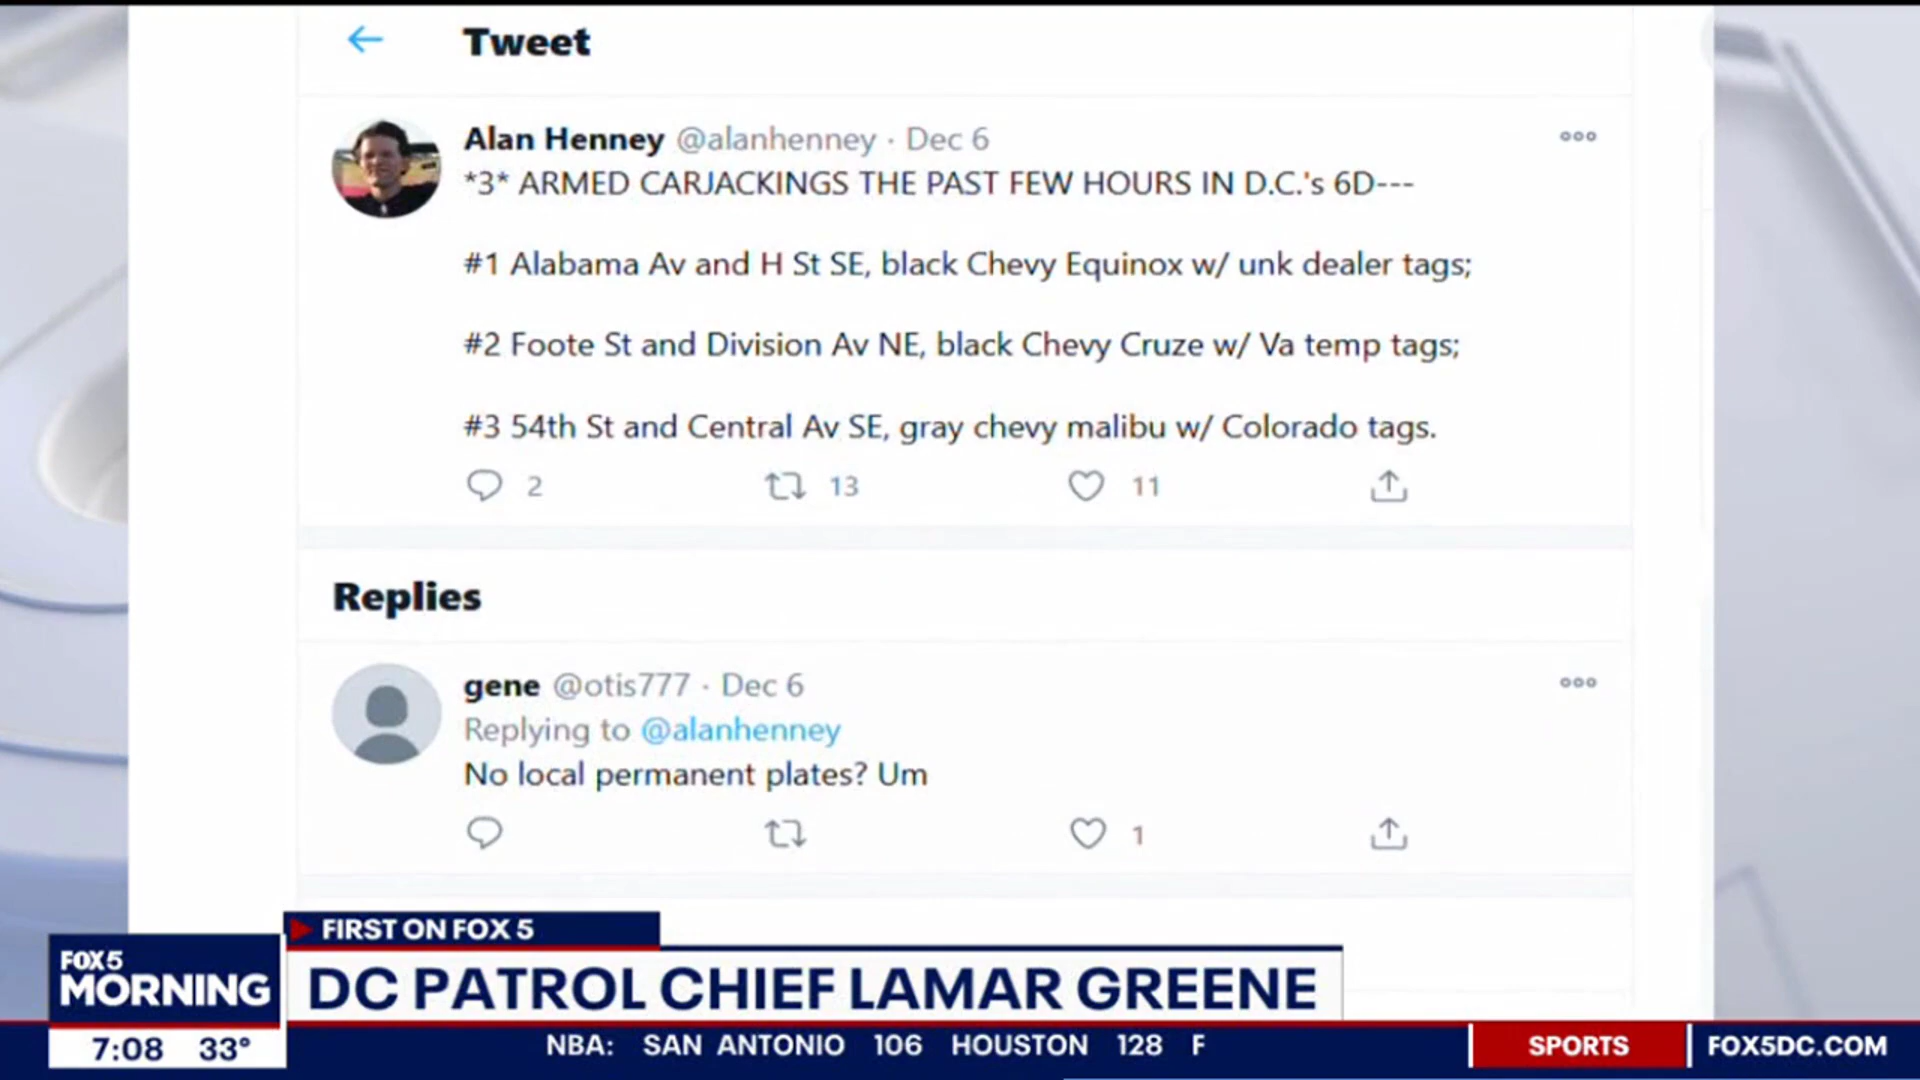 Tweet
Alan Henney @alanhenney · Dec 6
*3* ARMED CARJACKINGS THE PAST FEW HOURS IN D.C.'s 6D---
#1 Alabama Av and H St SE, black Chevy Equinox w/ unk dealer tags;
#2 Foote St and Division Av NE, black Chevy Cruze w/ Va temp tags;
#3 54th St and Central Av SE, gray chevy malibu w/ Colorado tags.
2 13 11
Replies
gene @otis777 · Dec 6
Replying to @alanhenney
No local permanent plates? Um
1
FIRST ON FOX 5
FOX 5
MORNING
DC PATROL CHIEF LAMAR GREENE
7:08 33°
NBA: SAN ANTONIO 106 HOUSTON 128 F
SPORTS
FOX5DC.COM